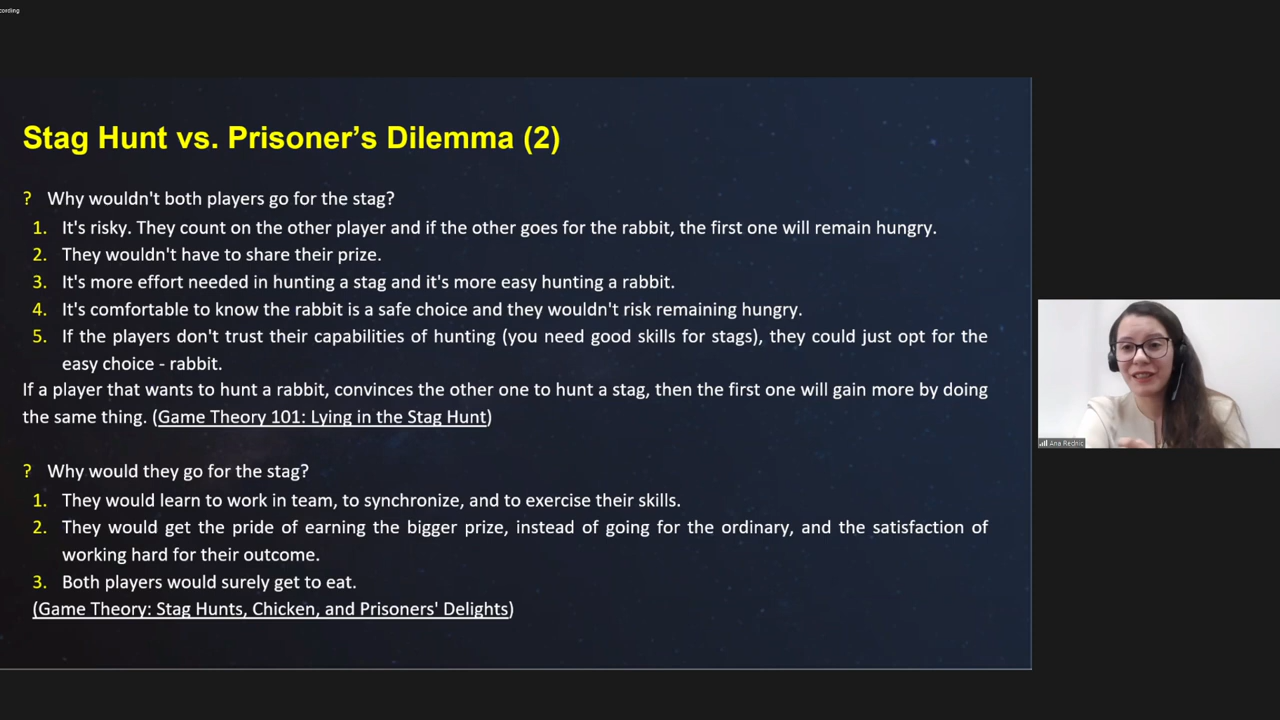 cording
Stag Hunt vs. Prisoner's Dilemma (2)
? Why wouldn't both players go for the stag?
1. It's risky. They count on the other player and if the other goes for the rabbit, the first one will remain hungry.
2. They wouldn't have to share their prize.
3. It's more effort needed in hunting a stag and it's more easy hunting a rabbit.
4. It's comfortable to know the rabbit is a safe choice and they wouldn't risk remaining hungry.
5. If the players don't trust their capabilities of hunting (you need good skills for stags), they could just opt for the
easy choice - rabbit.
If a player that wants to hunt a rabbit, convinces the other one to hunt a stag, then the first one will gain more by doing
the same thing. (Game Theory 101: Lying in the Stag Hunt)
? Why would they go for the stag?
1. They would learn to work in team, to synchronize, and to exercise their skills.
2. They would get the pride of earning the bigger prize, instead of going for the ordinary, and the satisfaction of
working hard for their outcome.
3. Both players would surely get to eat.
(Game Theory: Stag Hunts, Chicken, and Prisoners' Delights)
Ana Rednic